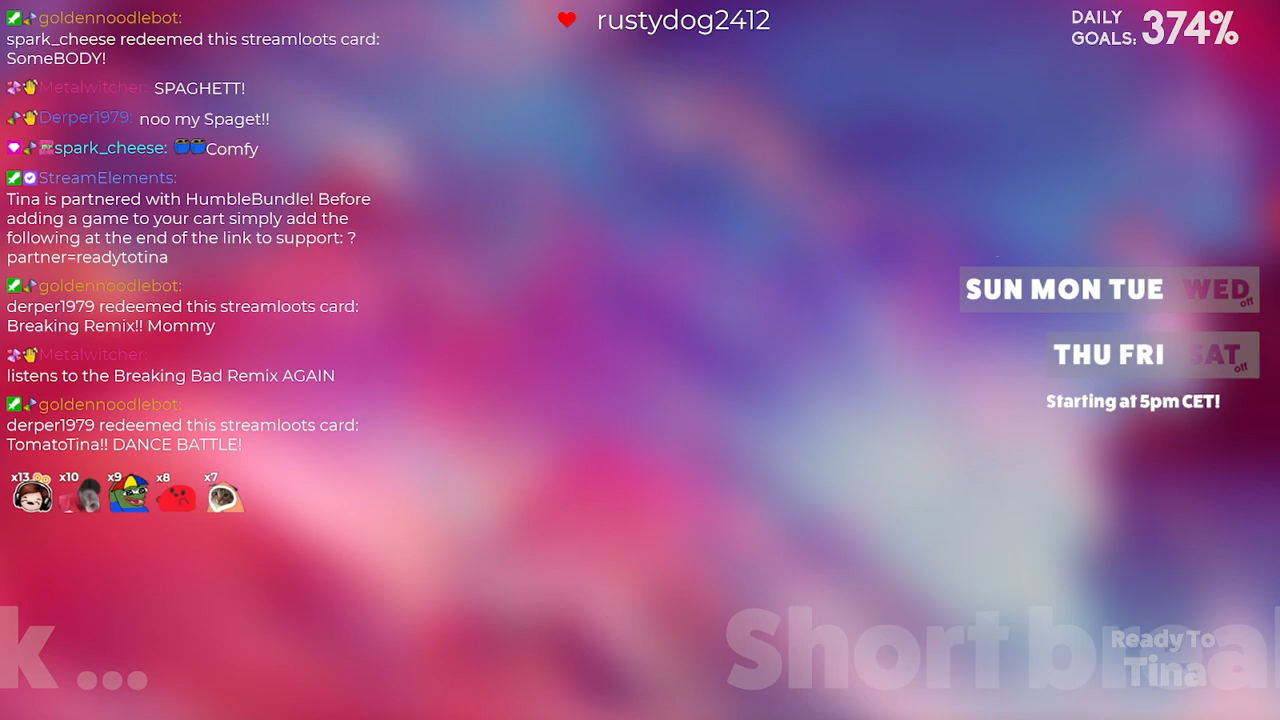 goldennoodlebot:
spark_cheese redeemed this streamloots card:
SomeBODY!
Metalwitcher: SPAGHETT!
Derper1979: noo my Spaget!!
spark_cheese: Comfy
StreamElements:
Tina is partnered with HumbleBundle! Before
adding a game to your cart simply add the
following at the end of the link to support: ?
partner=readytotina
goldennoodlebot:
derper1979 redeemed this streamloots card:
Breaking Remix!! Mommy
Metalwitcher:
listens to the Breaking Bad Remix AGAIN
goldennoodlebot:
derper1979 redeemed this streamloots card:
TomatoTina!! DANCE BATTLE!
x13 x10 x9 x8 x7
rustydog2412
DAILY
GOALS: 374%
SUN MON TUE WED off
THU FRI SAT off
Starting at 5pm CET!
k ...
Short brea
Ready To
Tina